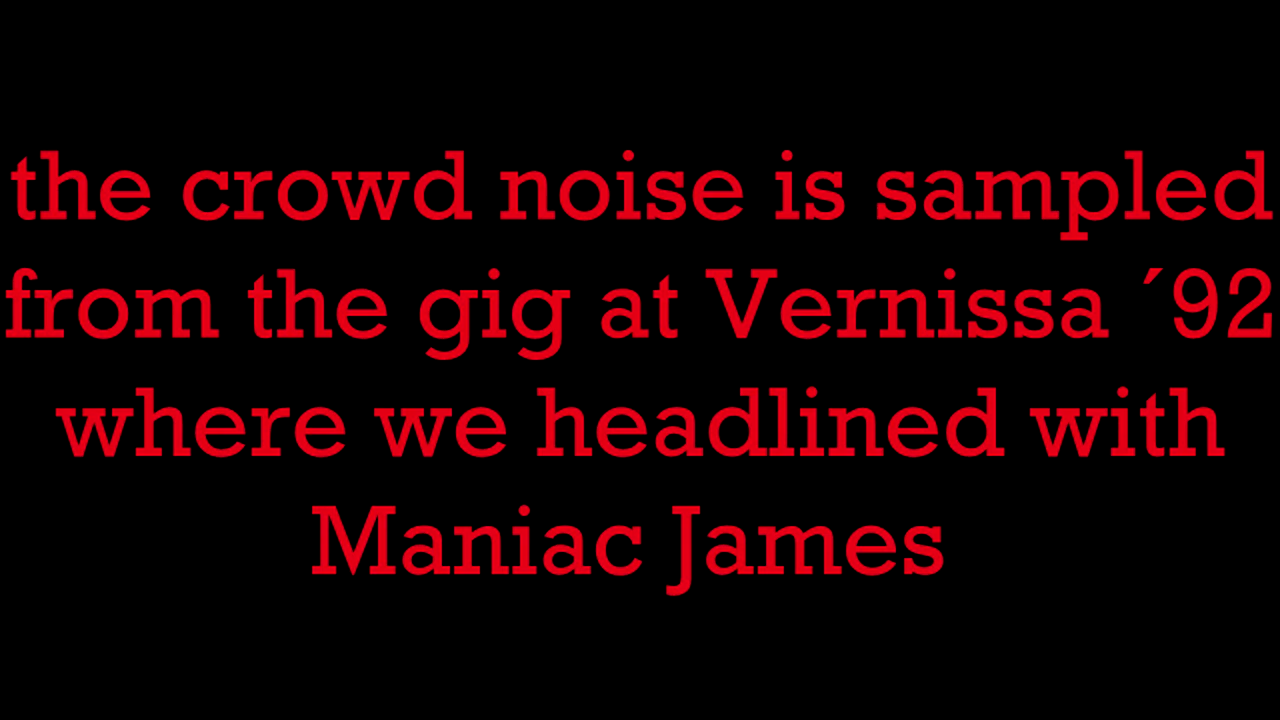 the crowd noise is sampled
from the gig at Vernissa ´92
where we headlined with
Maniac James